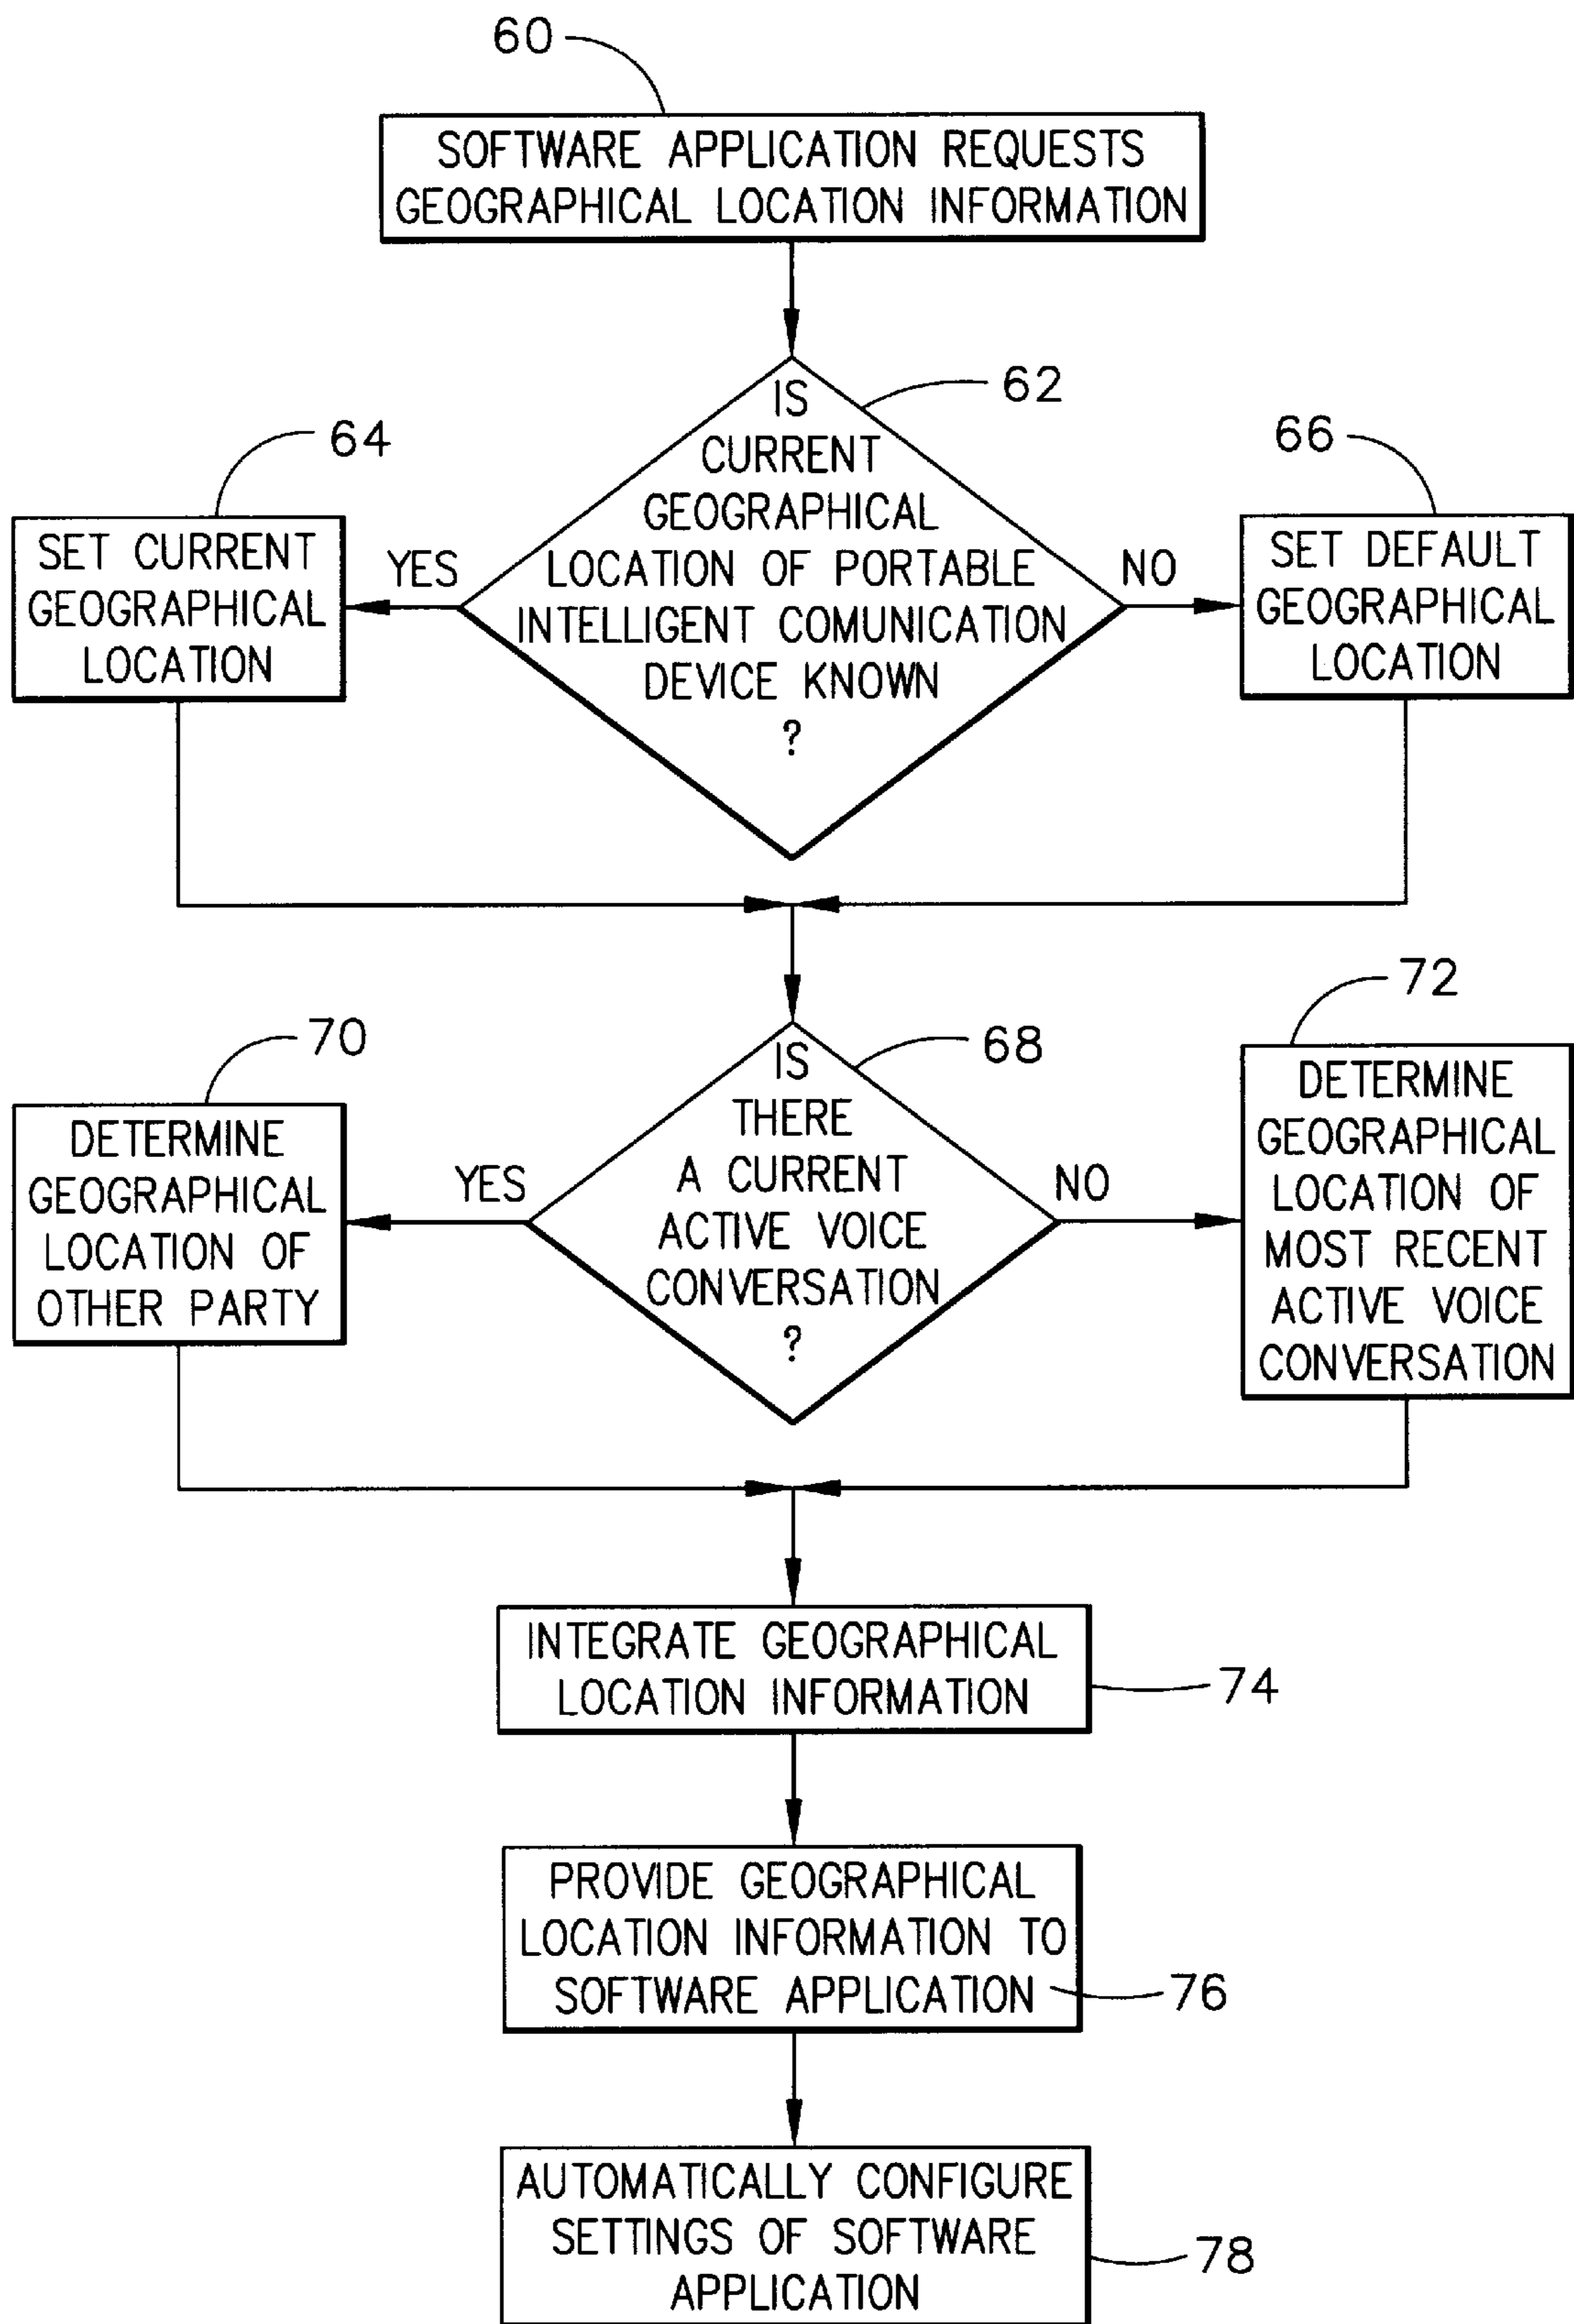 60
SOFTWARE APPLICATION REQUESTS
GEOGRAPHICAL LOCATION INFORMATION
62
IS
CURRENT
GEOGRAPHICAL
LOCATION OF PORTABLE
INTELLIGENT COMUNICATION
DEVICE KNOWN
?
YES
64
SET CURRENT
GEOGRAPHICAL
LOCATION
NO
66
SET DEFAULT
GEOGRAPHICAL
LOCATION
68
IS
THERE
A CURRENT
ACTIVE VOICE
CONVERSATION
?
YES
70
DETERMINE
GEOGRAPHICAL
LOCATION OF
OTHER PARTY
NO
72
DETERMINE
GEOGRAPHICAL
LOCATION OF
MOST RECENT
ACTIVE VOICE
CONVERSATION
INTEGRATE GEOGRAPHICAL
LOCATION INFORMATION
74
PROVIDE GEOGRAPHICAL
LOCATION INFORMATION TO
SOFTWARE APPLICATION
76
AUTOMATICALLY CONFIGURE
SETTINGS OF SOFTWARE
APPLICATION
78